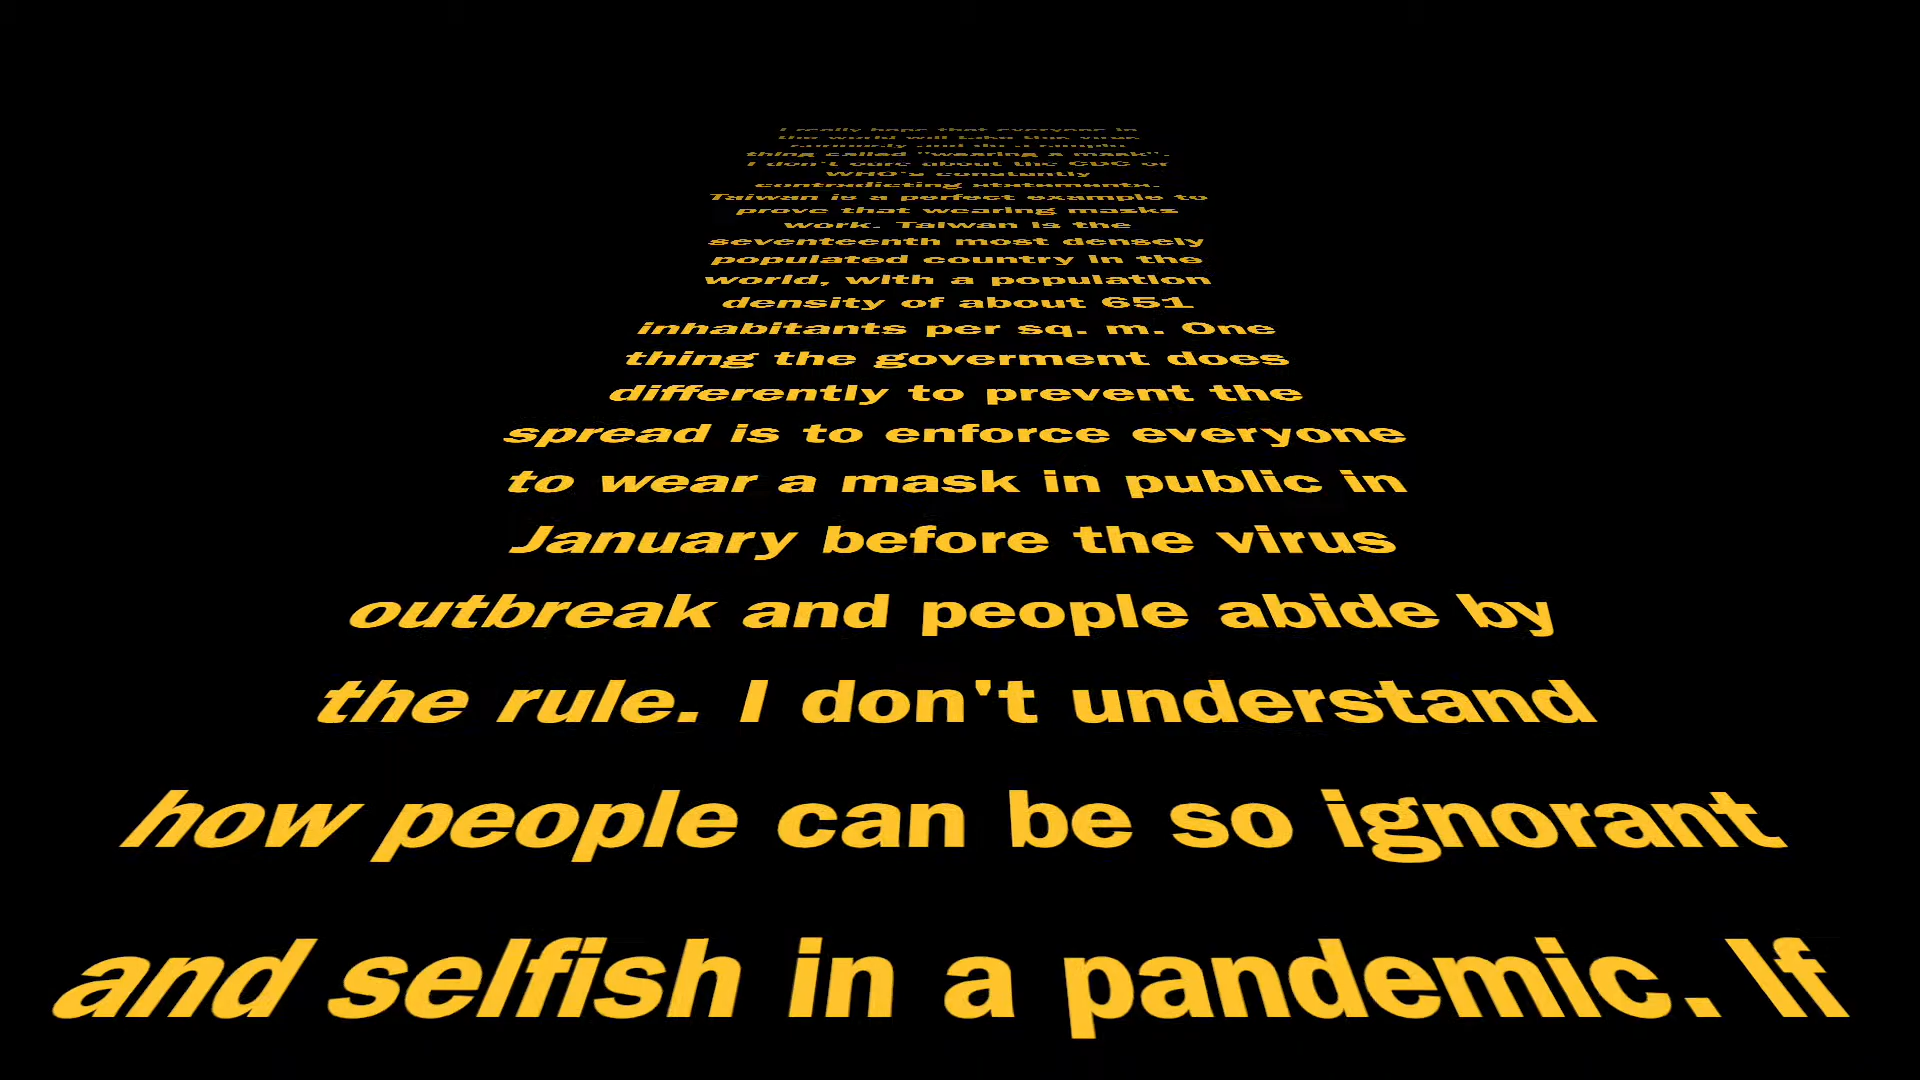 I really hope that everyone in
the world will take this virus
seriously and do a simple
thing called "wearing a mask".
I don't care about the CDC or
WHO's constantly
contradicting statements.
Taiwan is a perfect example to
prove that wearing masks
work. Taiwan is the
seventeenth most densely
populated country in the
world, with a population
density of about 651
inhabitants per sq. m. One
thing the goverment does
differently to prevent the
spread is to enforce everyone
to wear a mask in public in
January before the virus
outbreak and people abide by
the rule. I don't understand
how people can be so ignorant
and selfish in a pandemic. If